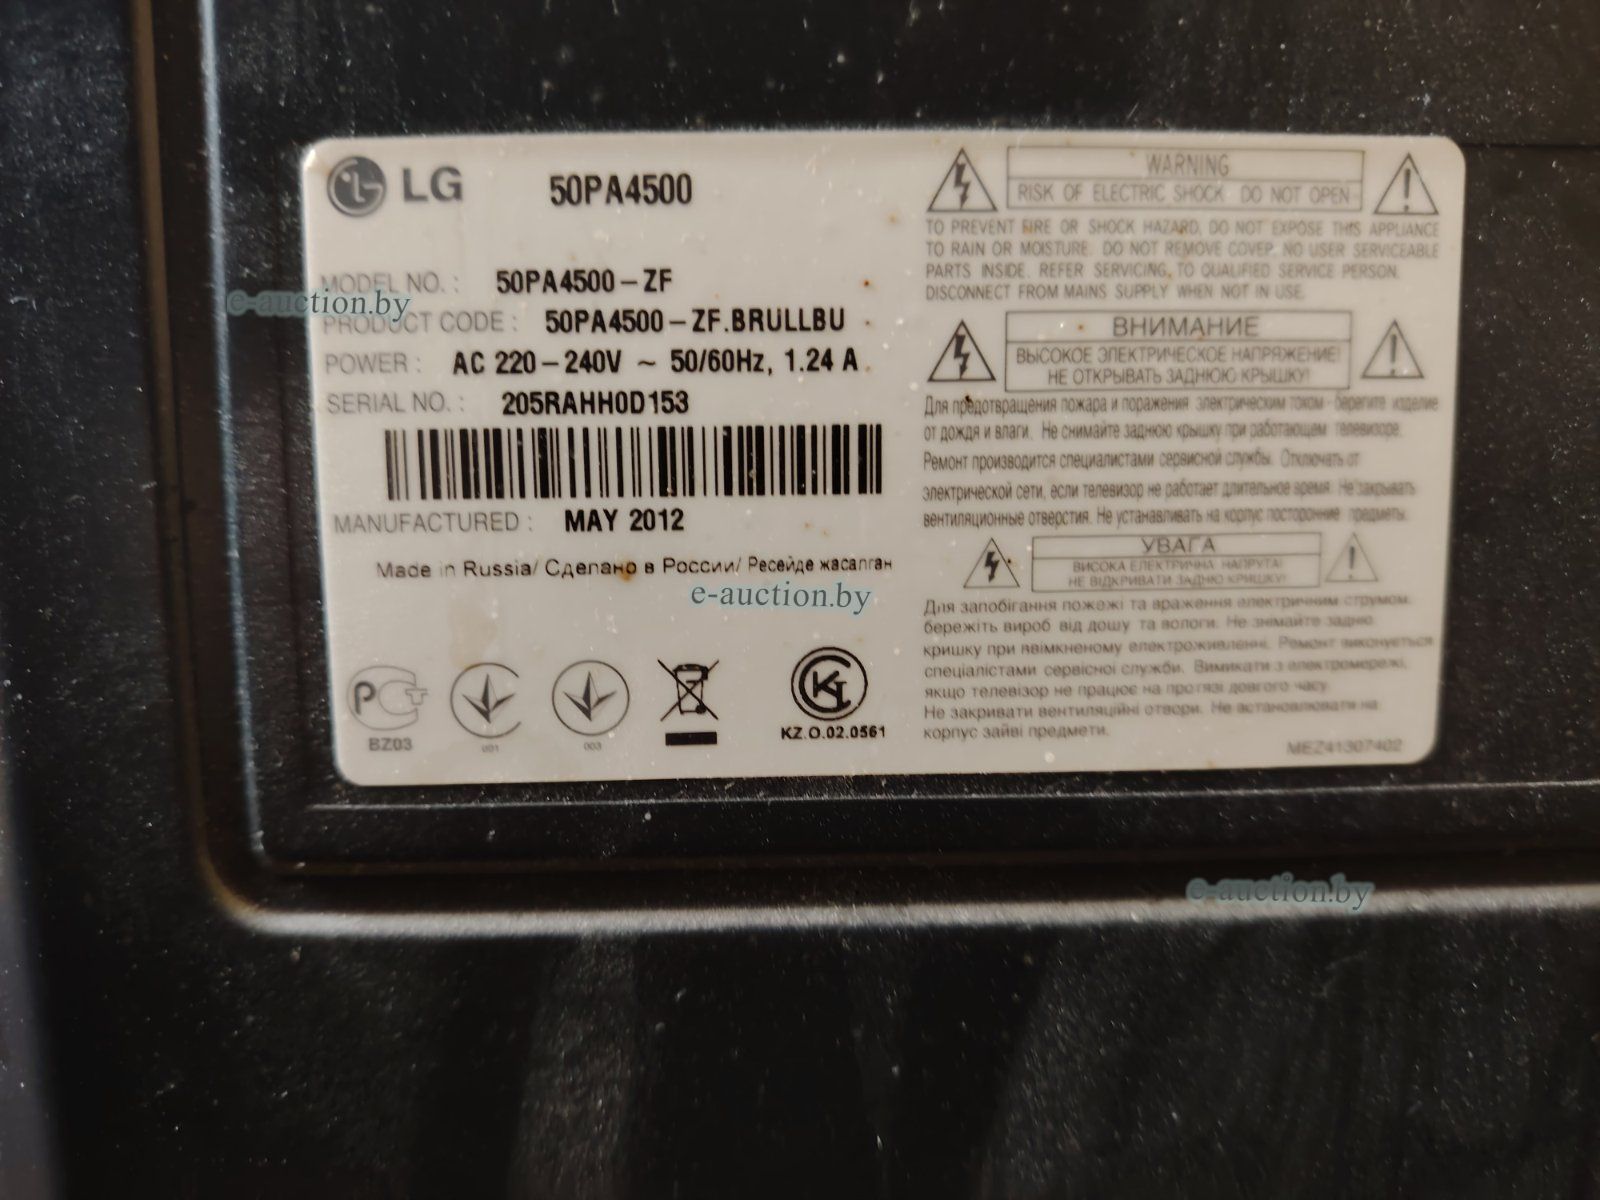 LG 50PA4500
MODEL NO. : 50PA4500-ZF
PRODUCT CODE : 50PA4500-ZF.BRULLBU
POWER : AC 220-240V ~ 50/60Hz, 1.24 A
SERIAL NO. : 205RAHH0D153
MANUFACTURED : MAY 2012
Made in Russia/ Сделано в России/ Ресейде жасалған
РСТ
BZ03
001
003
KZ.O.02.0561
WARNING
RISK OF ELECTRIC SHOCK DO NOT OPEN
TO PREVENT FIRE OR SHOCK HAZARD, DO NOT EXPOSE THIS APPLIANCE
TO RAIN OR MOISTURE. DO NOT REMOVE COVER. NO USER SERVICEABLE
PARTS INSIDE. REFER SERVICING, TO QUALIFIED SERVICE PERSON.
DISCONNECT FROM MAINS SUPPLY WHEN NOT IN USE.
ВНИМАНИЕ
ВЫСОКОЕ ЭЛЕКТРИЧЕСКОЕ НАПРЯЖЕНИЕ!
НЕ ОТКРЫВАТЬ ЗАДНЮЮ КРЫШКУ!
Для предотвращения пожара и поражения электрическим током - берегите изделие
от дождя и влаги. Не снимайте заднюю крышку при работающем телевизоре.
Ремонт производится специалистами сервисной службы. Отключать от
электрической сети, если телевизор не работает длительное время. Не закрывать
вентиляционные отверстия. Не устанавливать на корпус посторонние предметы.
УВАГА
ВИСОКА ЕЛЕКТРИЧНА НАПРУГА!
НЕ ВІДКРИВАТИ ЗАДНЮ КРИШКУ!
Для запобігання пожежі та враження електричним струмом
бережіть виріб від дошу та вологи. Не знімайте задню
кришку при ввімкненому електроживленні. Ремонт виконується
спеціалістами сервісної служби. Вимикати з електромережі,
якщо телевізор не працює на протязі довгого часу.
Не закривати вентиляційні отвори. Не встановлювати на
корпус зайві предмети.
MEZ41307402
e-auction.by
e-auction.by
e-auction.by